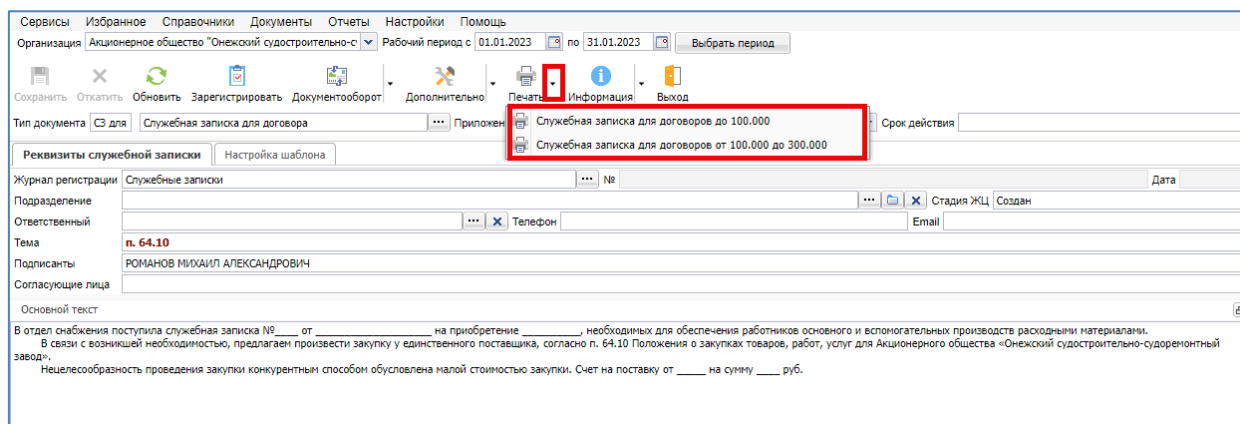 Сервисы Избранное Справочники Документы Отчеты Настройки Помощь
Организация Акционерное общество "Онежский судостроительно-с Рабочий период с 01.01.2023 по 31.01.2023 Выбрать период
Сохранить Откатить Обновить Зарегистрировать Документооборот Дополнительно Печать Информация Выход
Тип документа СЗ для Служебная записка для договора Приложен Срок действия
Служебная записка для договоров до 100.000
Служебная записка для договоров от 100.000 до 300.000
Реквизиты служебной записки Настройка шаблона
Журнал регистрации Служебные записки № Дата
Подразделение Стадия ЖЦ Создан
Ответственный Телефон Email
Тема п. 64.10
Подписанты РОМАНОВ МИХАИЛ АЛЕКСАНДРОВИЧ
Согласующие лица
Основной текст
В отдел снабжения поступила служебная записка №____ от ____________________ на приобретение __________, необходимых для обеспечения работников основного и вспомогательных производств расходными материалами.
В связи с возникшей необходимостью, предлагаем произвести закупку у единственного поставщика, согласно п. 64.10 Положения о закупках товаров, работ, услуг для Акционерного общества «Онежский судостроительно-судоремонтный
завод».
Нецелесообразность проведения закупки конкурентным способом обусловлена малой стоимостью закупки. Счет на поставку от _____ на сумму ____ руб.